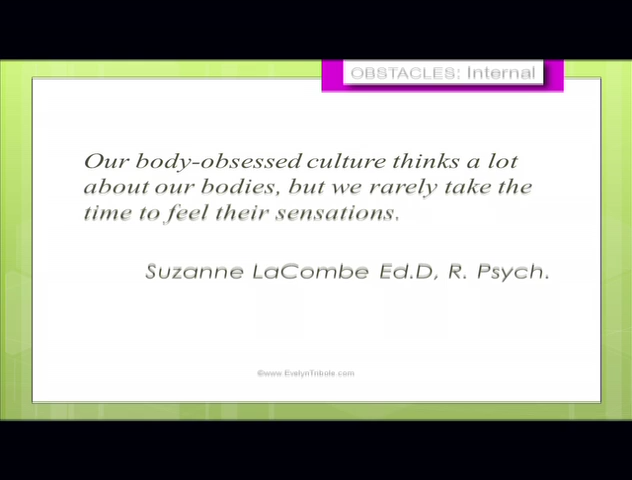 OBSTACLES: Internal
Our body-obsessed culture thinks a lot
about our bodies, but we rarely take the
time to feel their sensations.
Suzanne LaCombe Ed.D, R. Psych.
©www.EvelynTribole.com